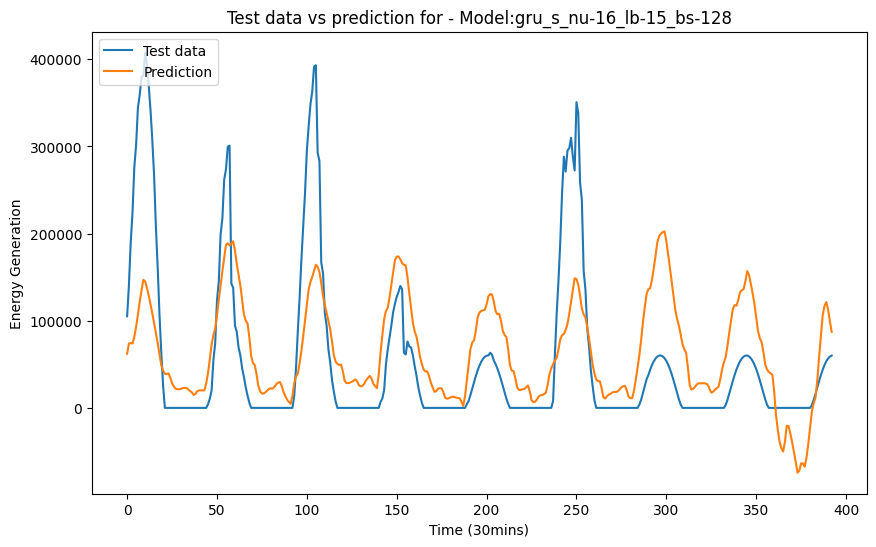 Test data vs prediction for - Model:gru_s_nu-16_lb-15_bs-128
Test data
Prediction
400000
300000
200000
100000
0
Energy Generation
0 50 100 150 200 250 300 350 400
Time (30mins)